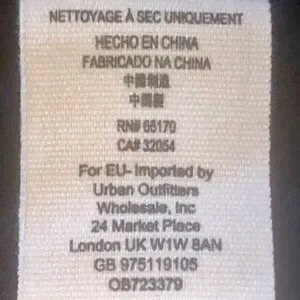 NETTOYAGE À SEC UNIQUEMENT
HECHO EN CHINA
FABRICADO NA CHINA
中國製造
中國製
RN# 66170
CA# 32054
For EU- Imported by
Urban Outfitters
Wholesale, Inc
24 Market Place
London UK W1W 8AN
GB 975119105
OB723379